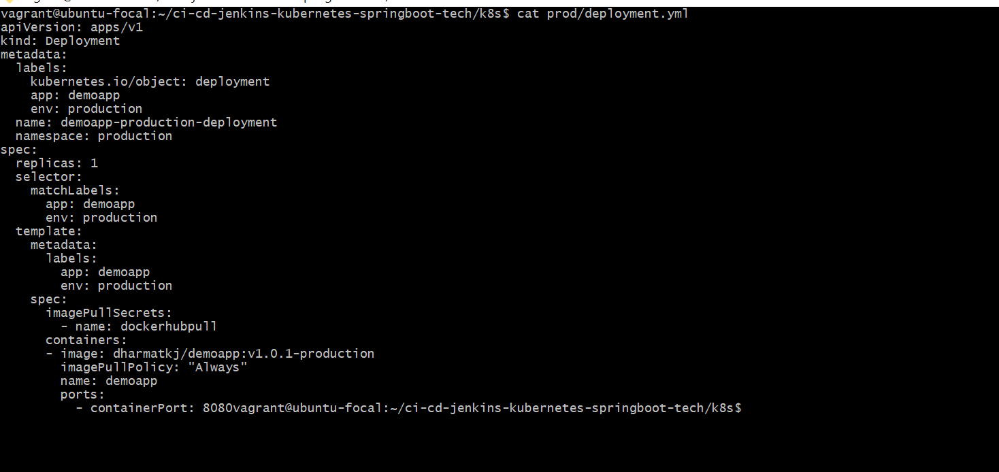 vagrant@ubuntu-focal:~/ci-cd-jenkins-kubernetes-springboot-tech/k8s$ cat prod/deployment.yml
apiVersion: apps/v1
kind: Deployment
metadata:
  labels:
    kubernetes.io/object: deployment
    app: demoapp
    env: production
  name: demoapp-production-deployment
  namespace: production
spec:
  replicas: 1
  selector:
    matchLabels:
      app: demoapp
      env: production
  template:
    metadata:
      labels:
        app: demoapp
        env: production
    spec:
      imagePullSecrets:
        - name: dockerhubpull
      containers:
      - image: dharmatkj/demoapp:v1.0.1-production
        imagePullPolicy: "Always"
        name: demoapp
        ports:
          - containerPort: 8080vagrant@ubuntu-focal:~/ci-cd-jenkins-kubernetes-springboot-tech/k8s$